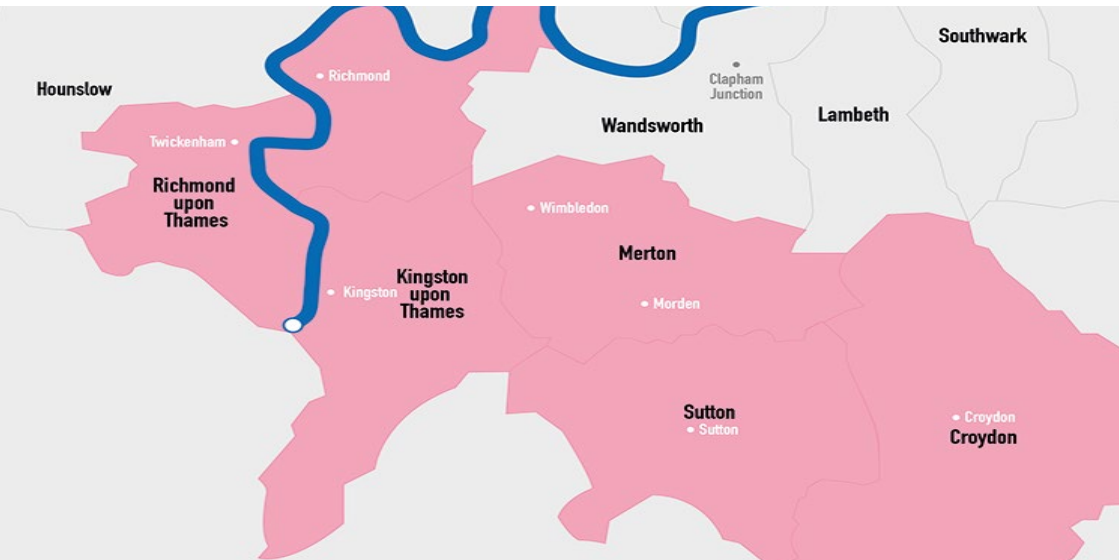 Southwark
Hounslow
Richmond
Clapham
Junction
Lambeth
Wandsworth
Twickenham
Richmond
upon
Thames
Wimbledon
Merton
Kingston
Kingston
upon
Thames
Morden
Sutton
Sutton
Croydon
Croydon